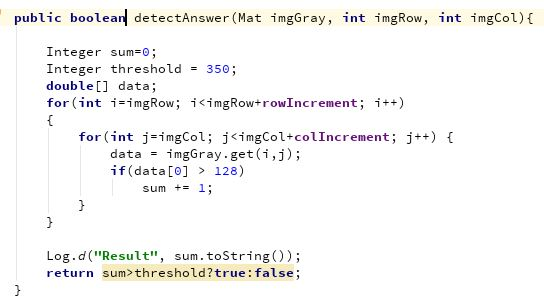 public boolean detectAnswer(Mat imgGray, int imgRow, int imgCol){
Integer sum=0;
Integer threshold = 350;
double[] data;
for(int i=imgRow; i<imgRow+rowIncrement; i++)
{
for(int j=imgCol; j<imgCol+colIncrement; j++) {
data = imgGray.get(i,j);
if(data[0] > 128)
sum += 1;
}
}
Log.d("Result", sum.toString());
return sum>threshold?true:false;
}